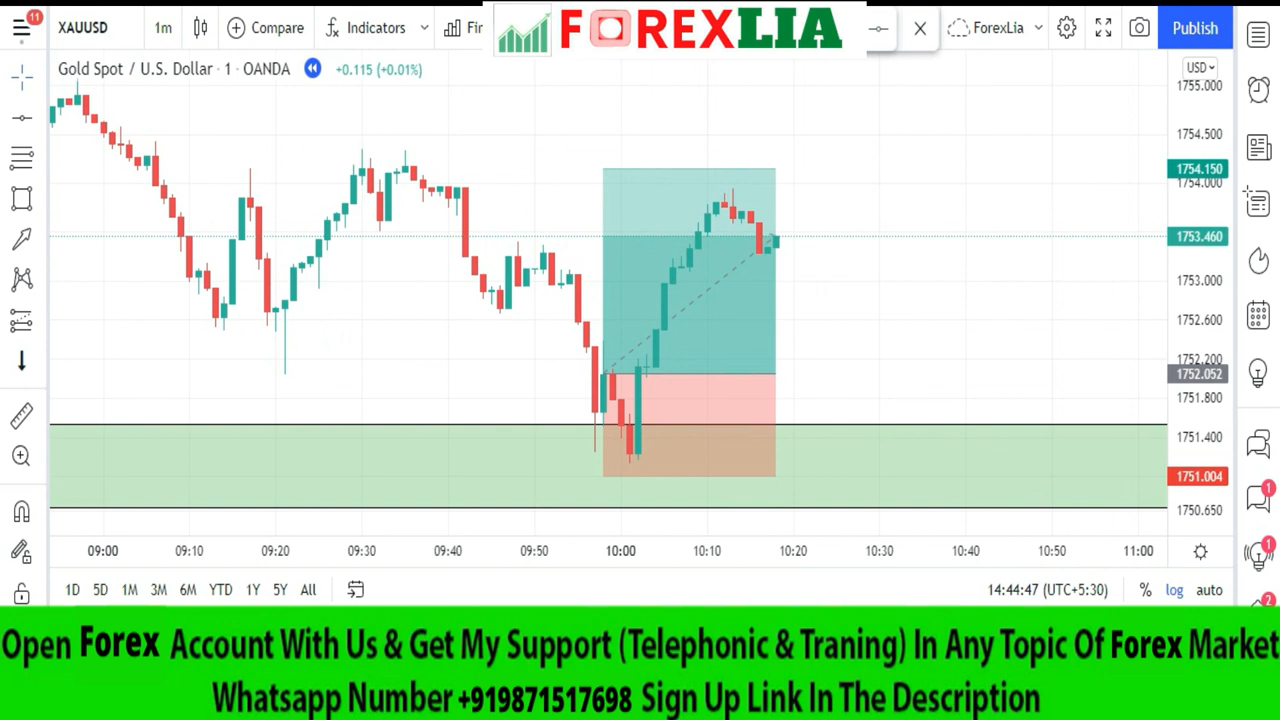 11
XAUUSD
1m
Compare
Indicators
Fin
FOREXLIA
ForexLia
Publish
Gold Spot / U.S. Dollar · 1 · OANDA
+0.115 (+0.01%)
USD
1755.000
1754.500
1754.150
1754.000
1753.460
1753.000
1752.600
1752.200
1752.052
1751.800
1751.400
1751.004
1750.650
1
1
2
09:00 09:10 09:20 09:30 09:40 09:50 10:00 10:10 10:20 10:30 10:40 10:50 11:00
1D 5D 1M 3M 6M YTD 1Y 5Y All
14:44:47 (UTC+5:30)
% log auto
Open Forex Account With Us & Get My Support (Telephonic & Traning) In Any Topic Of Forex Market
Whatsapp Number +919871517698 Sign Up Link In The Description